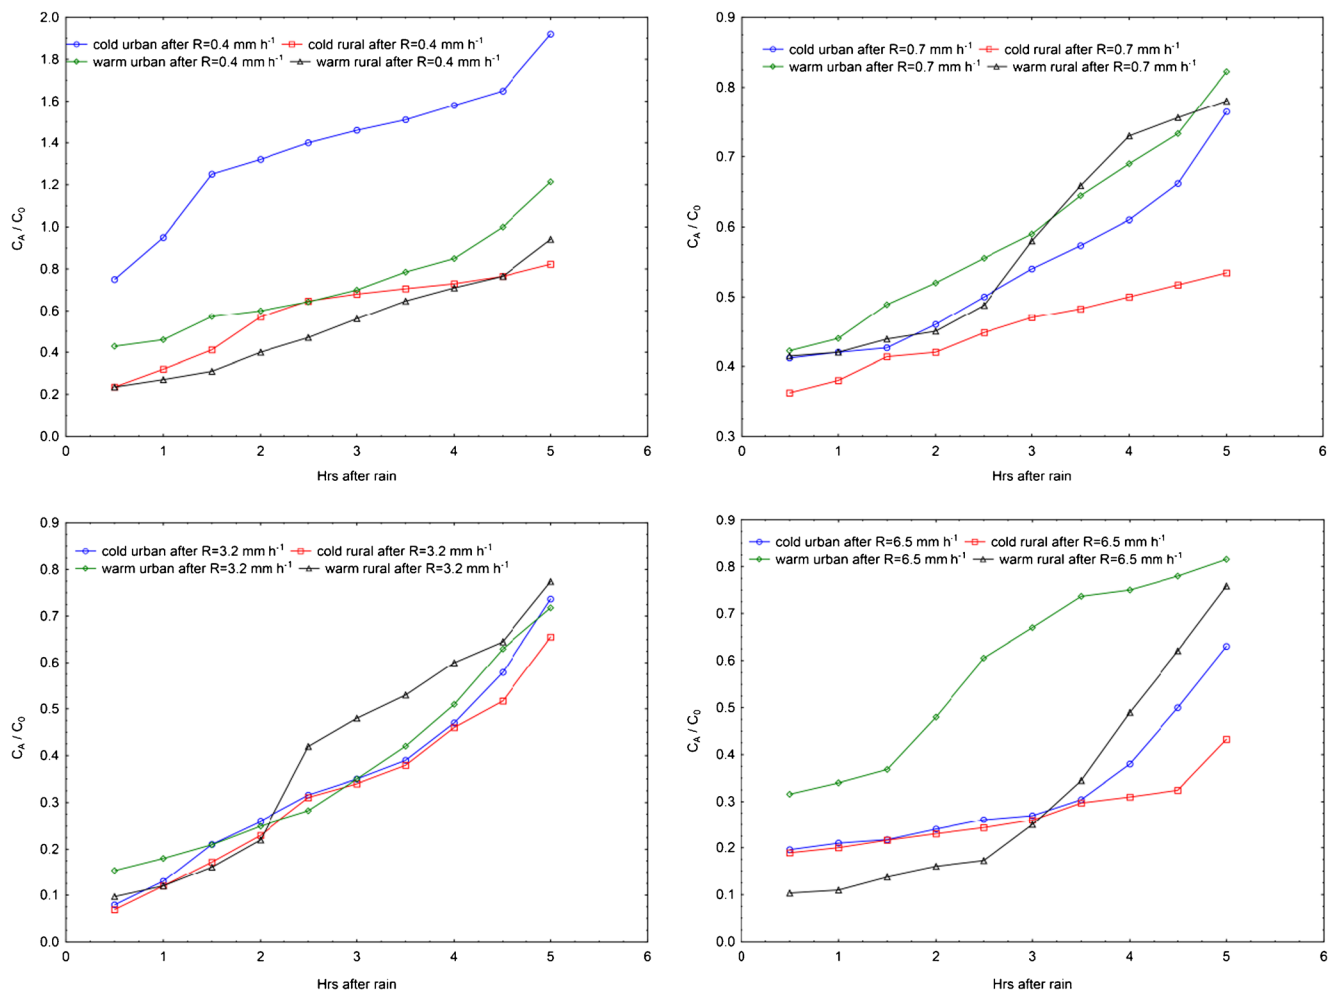 cold urban after R=0.4 mm h⁻¹ cold rural after R=0.4 mm h⁻¹
warm urban after R=0.4 mm h⁻¹ warm rural after R=0.4 mm h⁻¹
2.0
1.8
1.6
1.4
1.2
1.0
0.8
0.6
0.4
0.2
0.0
C_A / C_0
0 1 2 3 4 5 6
Hrs after rain
cold urban after R=0.7 mm h⁻¹ cold rural after R=0.7 mm h⁻¹
warm urban after R=0.7 mm h⁻¹ warm rural after R=0.7 mm h⁻¹
0.9
0.8
0.7
0.6
0.5
0.4
0.3
C_A / C_0
0 1 2 3 4 5 6
Hrs after rain
cold urban after R=3.2 mm h⁻¹ cold rural after R=3.2 mm h⁻¹
warm urban after R=3.2 mm h⁻¹ warm rural after R=3.2 mm h⁻¹
0.9
0.8
0.7
0.6
0.5
0.4
0.3
0.2
0.1
0.0
C_A / C_0
0 1 2 3 4 5 6
Hrs after rain
cold urban after R=6.5 mm h⁻¹ cold rural after R=6.5 mm h⁻¹
warm urban after R=6.5 mm h⁻¹ warm rural after R=6.5 mm h⁻¹
0.9
0.8
0.7
0.6
0.5
0.4
0.3
0.2
0.1
0.0
C_A / C_0
0 1 2 3 4 5 6
Hrs after rain